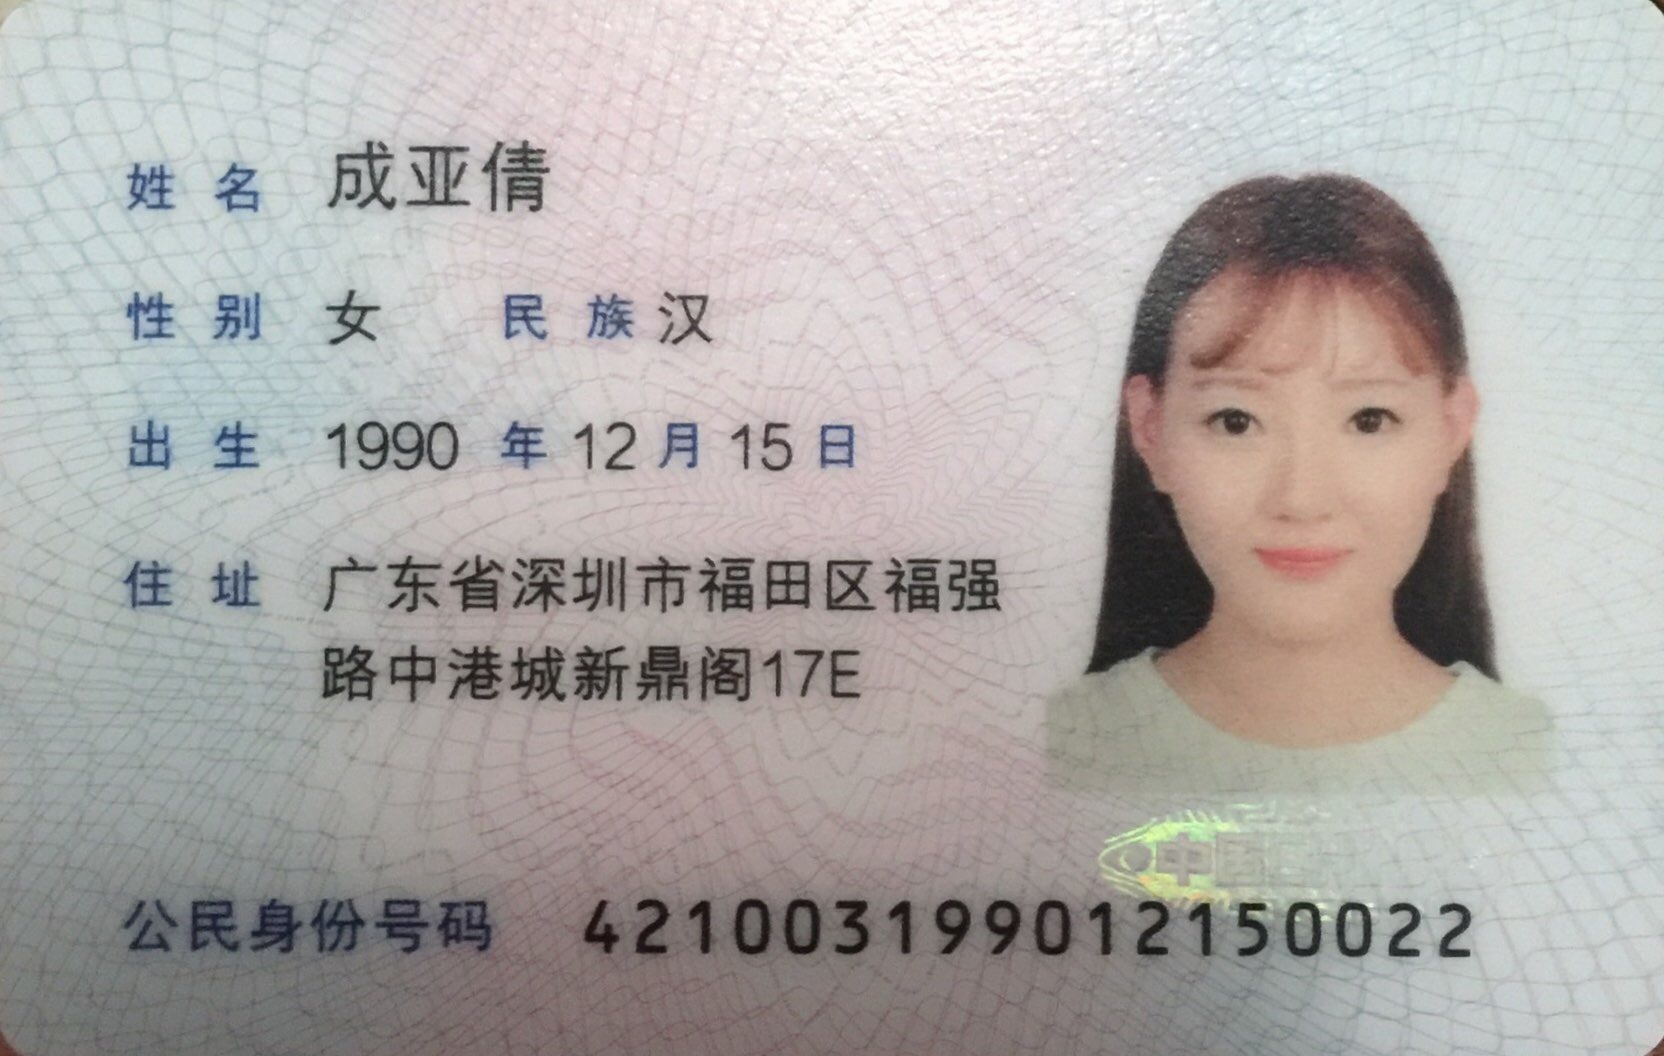 姓名 成亚倩
性别 女 民族 汉
出生 1990 年 12 月 15 日
住址 广东省深圳市福田区福强
路中港城新鼎阁17E
中国
公民身份号码 421003199012150022